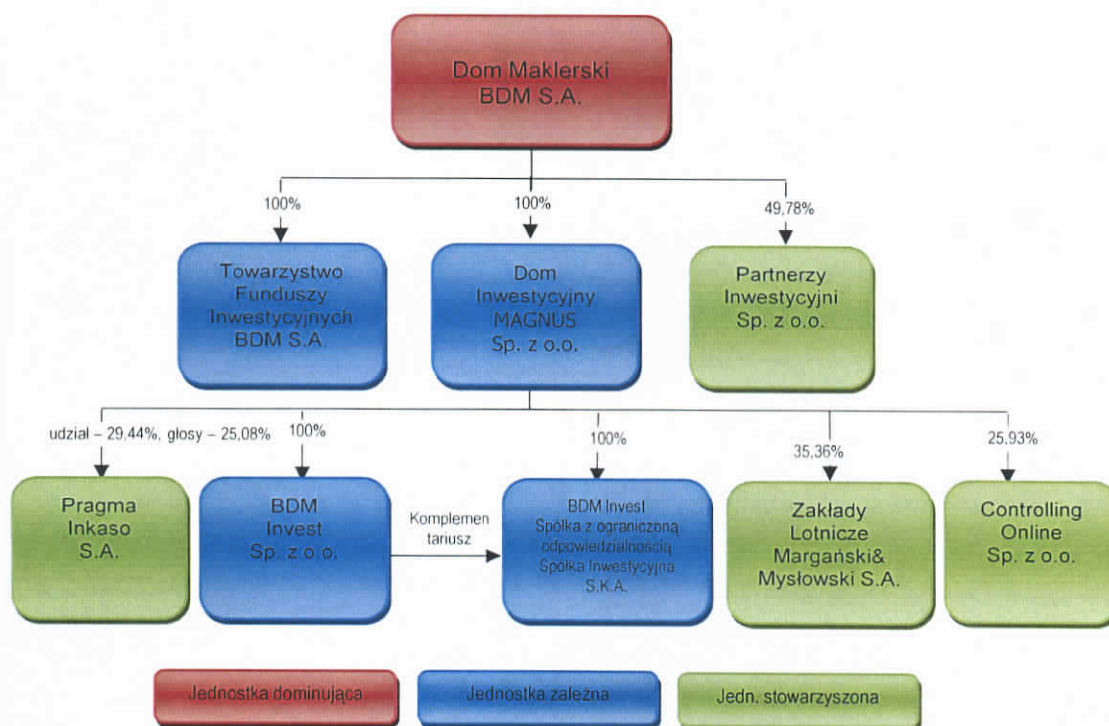 Dom Maklerski
BDM S.A.
100%
100%
49,78%
Towarzystwo
Funduszy
Inwestycyjnych
BDM S.A.
Dom
Inwestycyjny
MAGNUS
Sp. z o.o.
Partnerzy
Inwestycyjni
Sp. z o.o.
udział – 29,44%, głosy – 25,08%
100%
100%
35,36%
25,93%
Pragma
Inkaso
S.A.
BDM
Invest
Sp. z o.o.
Komplemen
tariusz
BDM Invest
Spółka z ograniczoną
odpowiedzialnością
Spółka Inwestycyjna
S.K.A.
Zakłady
Lotnicze
Margański&
Mysłowski S.A.
Controlling
Online
Sp. z o.o.
Jednostka dominująca
Jednostka zależna
Jedn. stowarzyszona